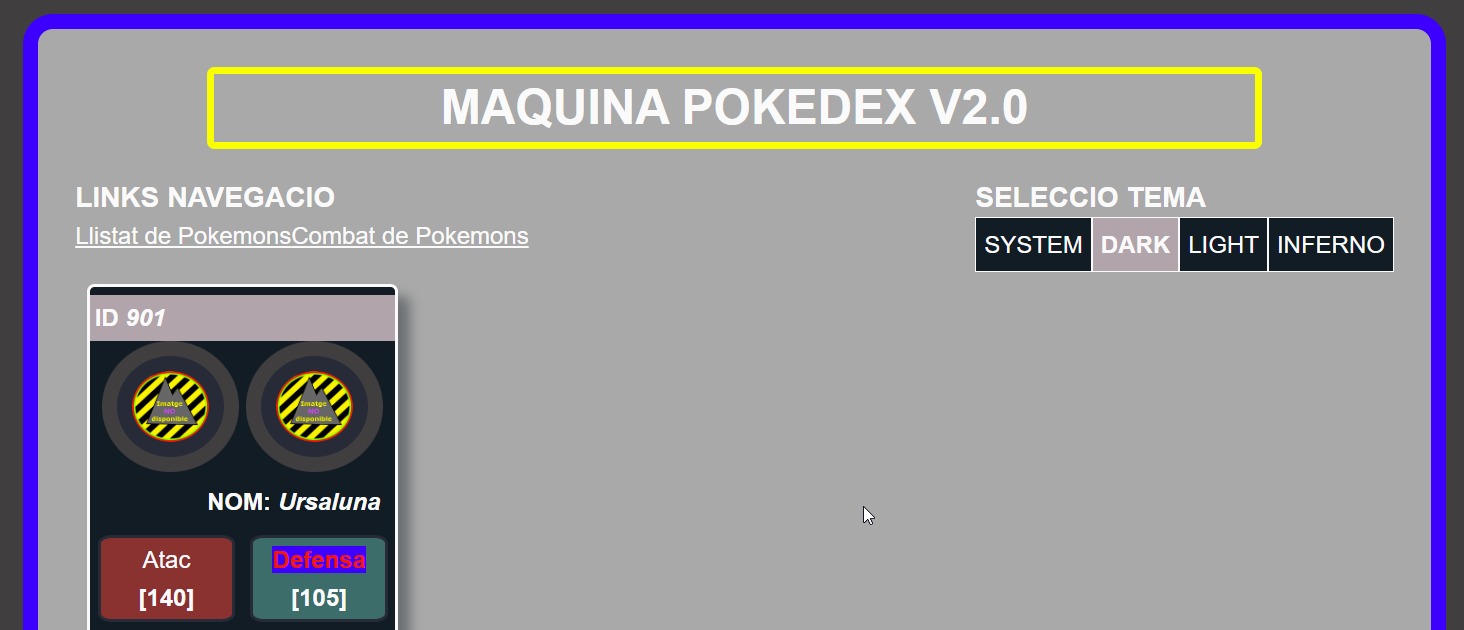 MAQUINA POKEDEX V2.0
LINKS NAVEGACIO
Llistat de PokemonsCombat de Pokemons
SELECCIO TEMA
SYSTEM DARK LIGHT INFERNO
ID 901
Imatge
NO
disponible
Imatge
NO
disponible
NOM: Ursaluna
Atac
[140]
Defensa
[105]